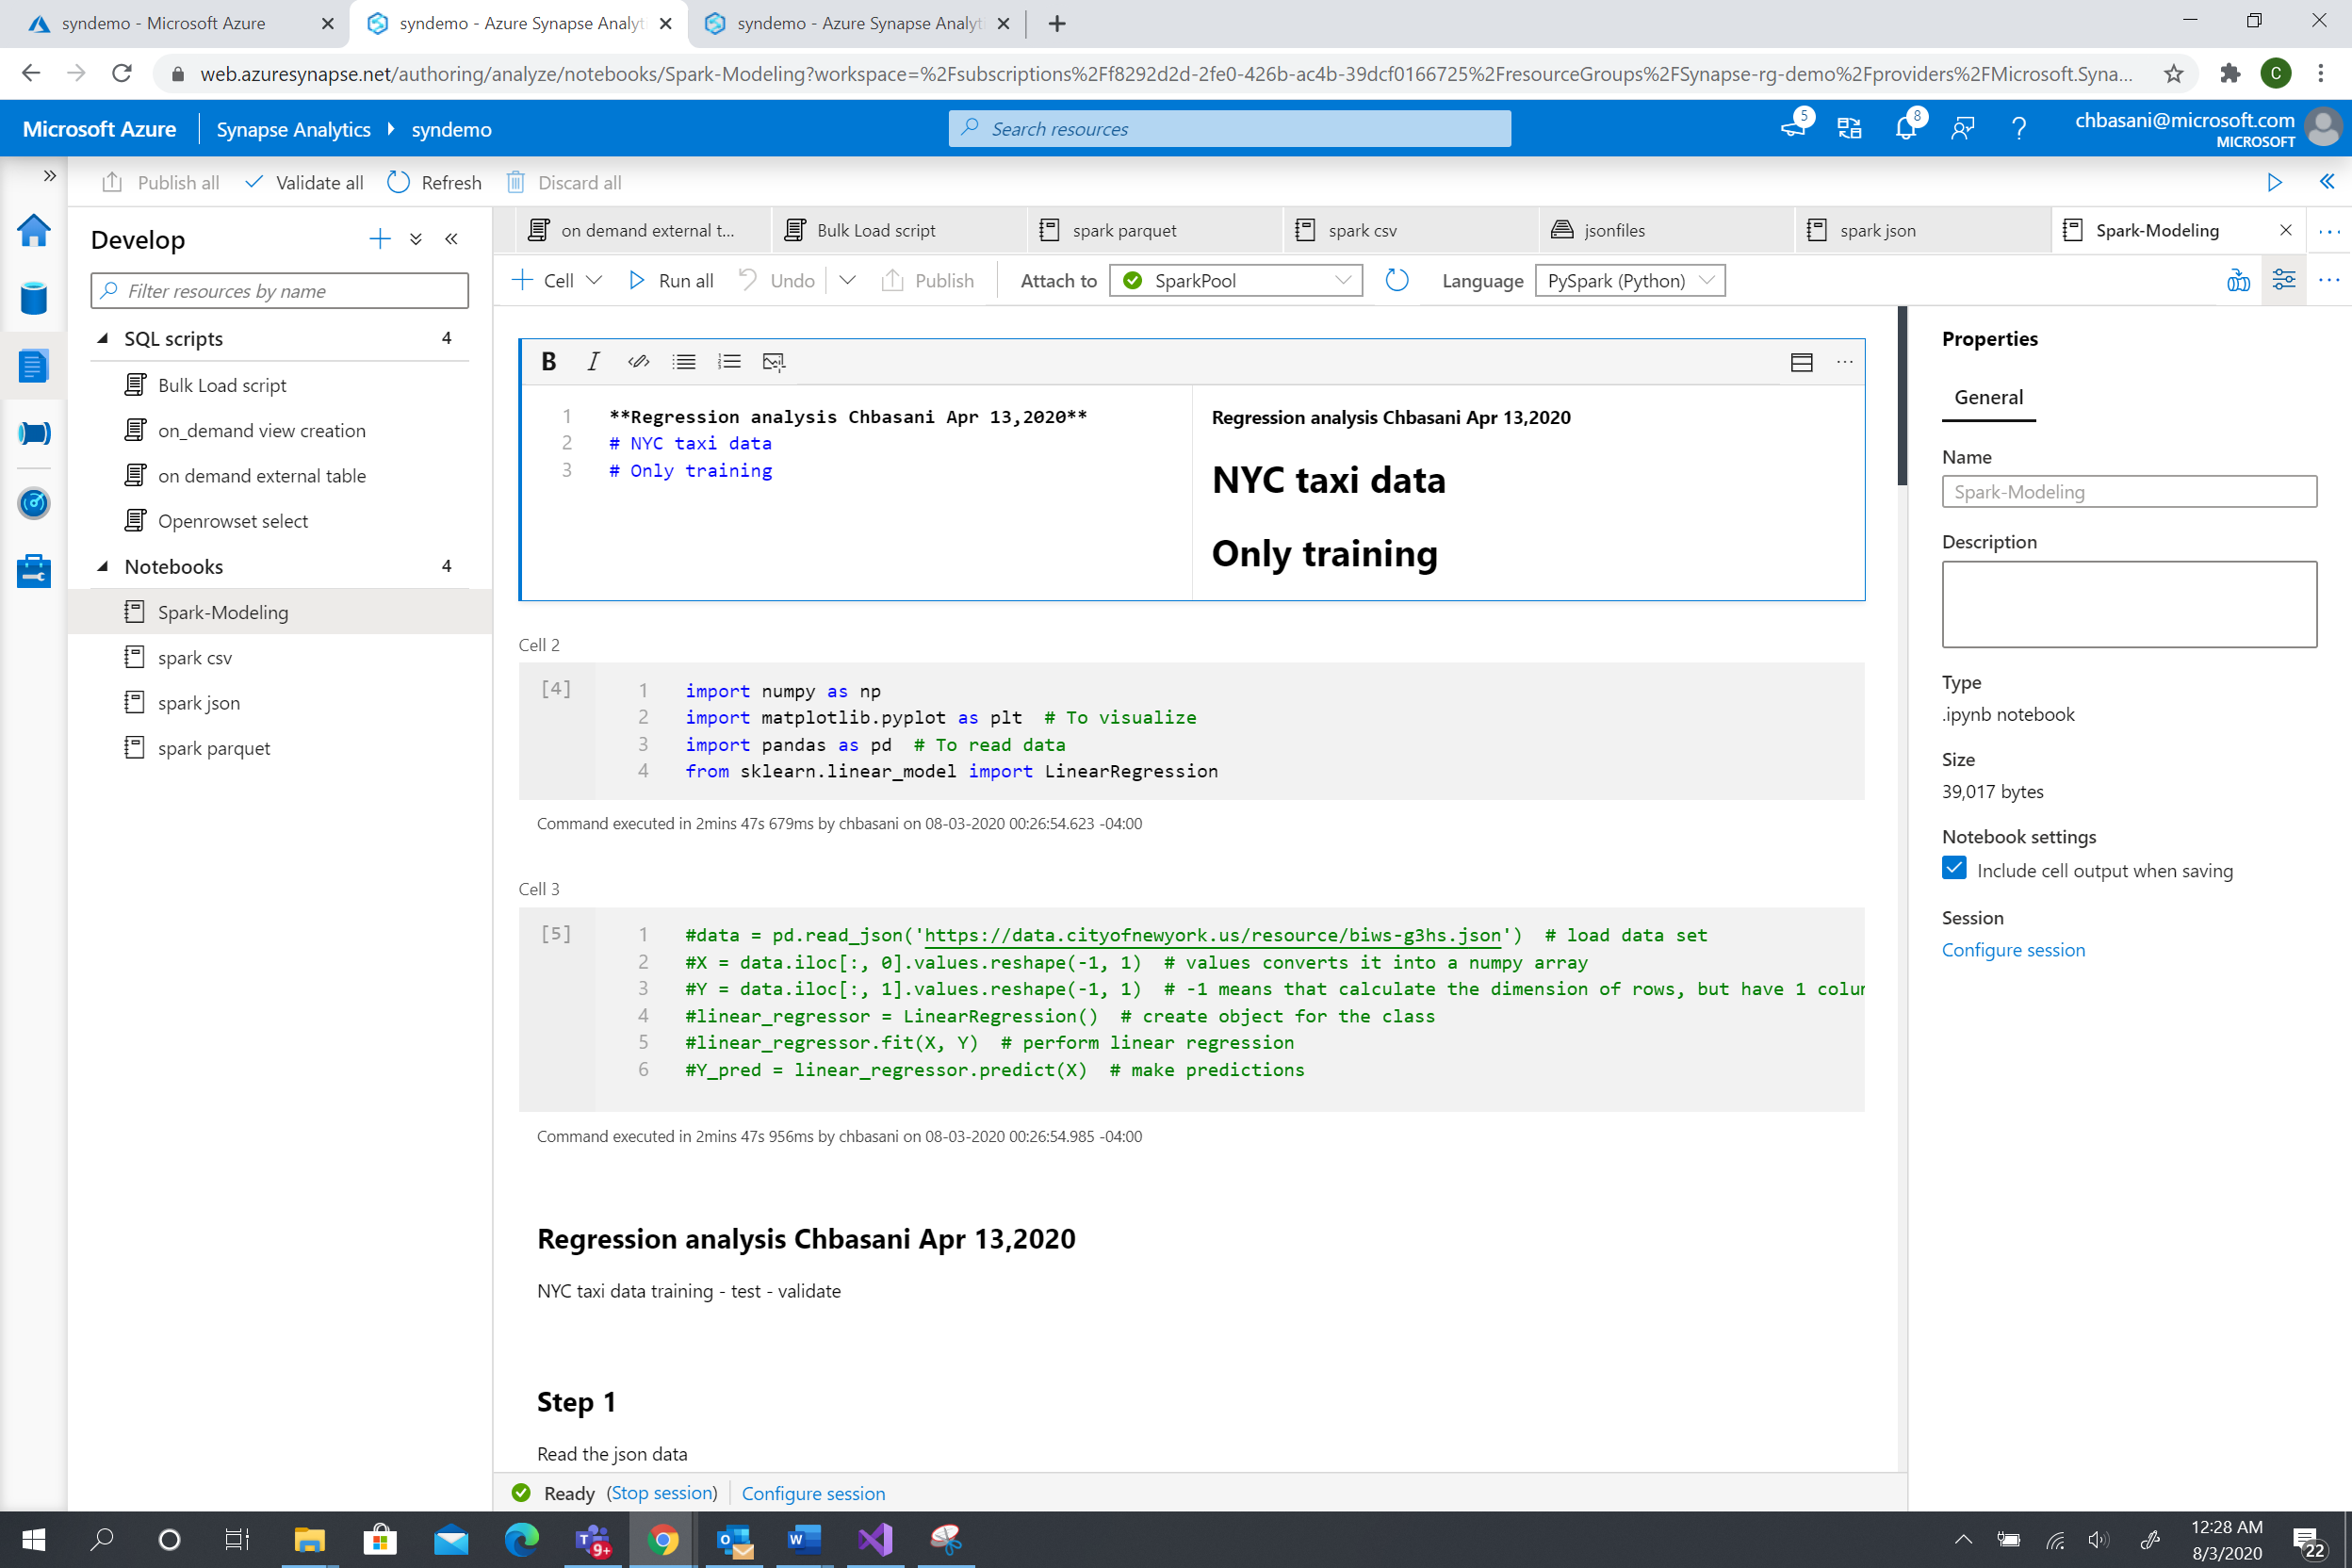 syndemo - Microsoft Azure
syndemo - Azure Synapse Analyt
syndemo - Azure Synapse Analyt
web.azuresynapse.net/authoring/analyze/notebooks/Spark-Modeling?workspace=%2Fsubscriptions%2Ff8292d2d-2fe0-426b-ac4b-39dcf0166725%2FresourceGroups%2FSynapse-rg-demo%2Fproviders%2FMicrosoft.Syna...
C
Microsoft Azure
Synapse Analytics
syndemo
Search resources
5
8
chbasani@microsoft.com
MICROSOFT
Publish all
Validate all
Refresh
Discard all
Develop
Filter resources by name
SQL scripts 4
Bulk Load script
on_demand view creation
on demand external table
Openrowset select
Notebooks 4
Spark-Modeling
spark csv
spark json
spark parquet
on demand external t...
Bulk Load script
spark parquet
spark csv
jsonfiles
spark json
Spark-Modeling
Cell
Run all
Undo
Publish
Attach to
SparkPool
Language
PySpark (Python)
B I
1 **Regression analysis Chbasani Apr 13,2020**
2 # NYC taxi data
3 # Only training
Regression analysis Chbasani Apr 13,2020
NYC taxi data
Only training
Cell 2
[4]
1 import numpy as np
2 import matplotlib.pyplot as plt  # To visualize
3 import pandas as pd  # To read data
4 from sklearn.linear_model import LinearRegression
Command executed in 2mins 47s 679ms by chbasani on 08-03-2020 00:26:54.623 -04:00
Cell 3
[5]
1 #data = pd.read_json('https://data.cityofnewyork.us/resource/biws-g3hs.json')  # load data set
2 #X = data.iloc[:, 0].values.reshape(-1, 1)  # values converts it into a numpy array
3 #Y = data.iloc[:, 1].values.reshape(-1, 1)  # -1 means that calculate the dimension of rows, but have 1 colu
4 #linear_regressor = LinearRegression()  # create object for the class
5 #linear_regressor.fit(X, Y)  # perform linear regression
6 #Y_pred = linear_regressor.predict(X)  # make predictions
Command executed in 2mins 47s 956ms by chbasani on 08-03-2020 00:26:54.985 -04:00
Regression analysis Chbasani Apr 13,2020
NYC taxi data training - test - validate
Step 1
Read the json data
Ready (Stop session)
Configure session
Properties
General
Name
Spark-Modeling
Description
Type
.ipynb notebook
Size
39,017 bytes
Notebook settings
Include cell output when saving
Session
Configure session
9+
12:28 AM
8/3/2020
22